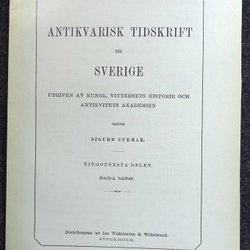 ANTIKVARISK TIDSKRIFT
FÖR
SVERIGE
UTGIVEN AV KUNGL. VITTERHETS HISTORIE OCH
ANTIKVITETS AKADEMIEN
GENOM
SIGURD CURMAN.
TJUGOFÖRSTA DELEN.
Andra häftet.
Distribueras av Wahlström & Widstrand.
STOCKHOLM.